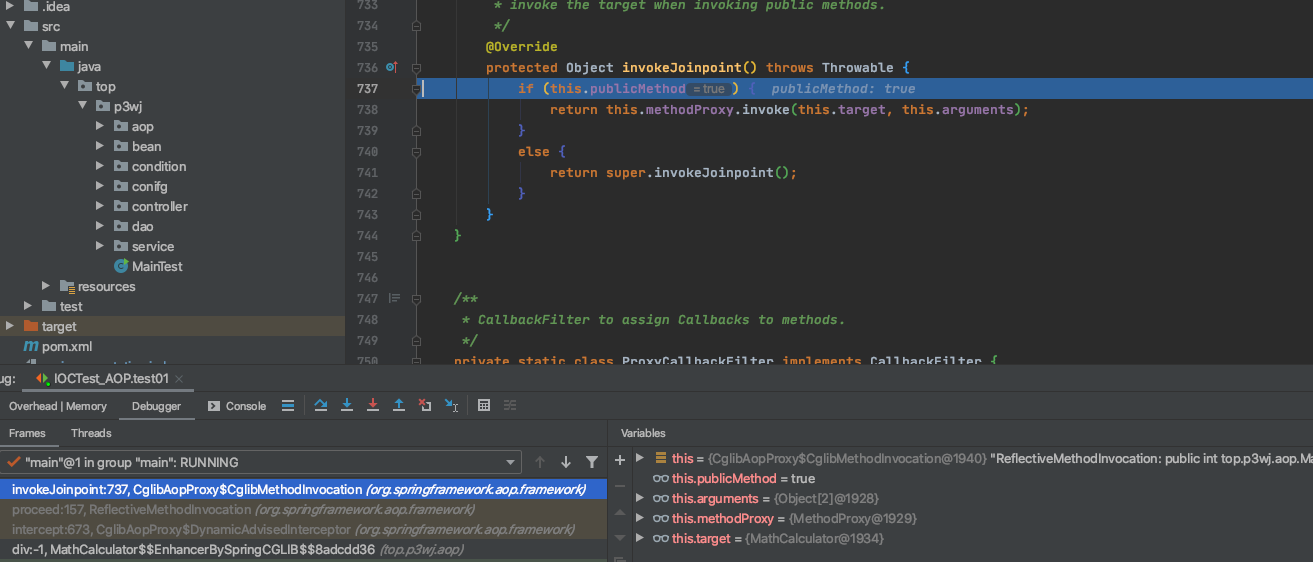 .idea
src
main
java
top
p3wj
aop
bean
condition
conifg
controller
dao
service
MainTest
resources
test
target
pom.xml
733 * invoke the target when invoking public methods.
734 */
735 @Override
736 protected Object invokeJoinpoint() throws Throwable {
737 if (this.publicMethod = true ) { publicMethod: true
738 return this.methodProxy.invoke(this.target, this.arguments);
739 }
740 else {
741 return super.invokeJoinpoint();
742 }
743 }
744 }
745
746
747 /**
748 * CallbackFilter to assign Callbacks to methods.
749 */
750 private static class ProxyCallbackFilter implements CallbackFilter {
ug: IOCTest_AOP.test01
Overhead | Memory Debugger Console
Frames Threads
"main"@1 in group "main": RUNNING
invokeJoinpoint:737, CglibAopProxy$CglibMethodInvocation (org.springframework.aop.framework)
proceed:157, ReflectiveMethodInvocation (org.springframework.aop.framework)
intercept:673, CglibAopProxy$DynamicAdvisedInterceptor (org.springframework.aop.framework)
div:-1, MathCalculator$$EnhancerBySpringCGLIB$$8adcdd36 (top.p3wj.aop)
Variables
this = {CglibAopProxy$CglibMethodInvocation@1940} "ReflectiveMethodInvocation: public int top.p3wj.aop.Ma
this.publicMethod = true
this.arguments = {Object[2]@1928}
this.methodProxy = {MethodProxy@1929}
this.target = {MathCalculator@1934}